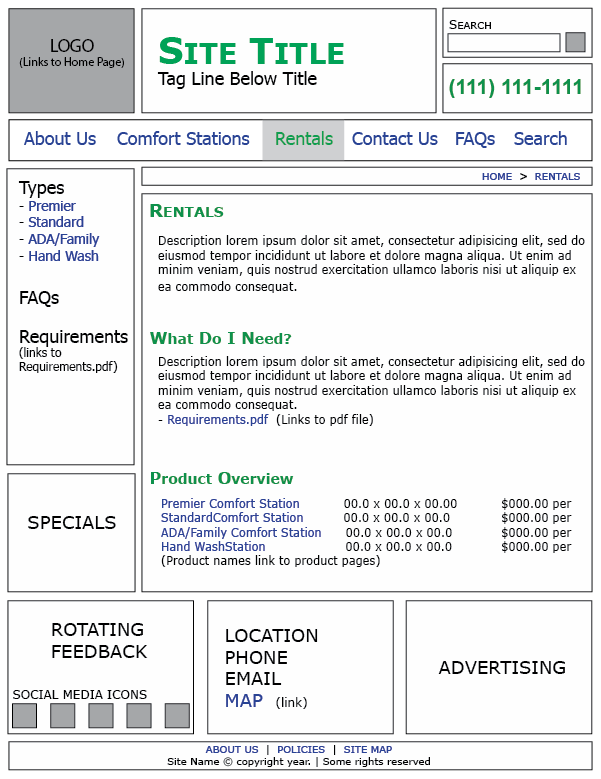 LOGO
(Links to Home Page)
SITE TITLE
Tag Line Below Title
SEARCH
(111) 111-1111
About Us Comfort Stations Rentals Contact Us FAQs Search
Types
- Premier
- Standard
- ADA/Family
- Hand Wash
FAQs
Requirements
(links to
Requirements.pdf)
SPECIALS
HOME > RENTALS
RENTALS
Description lorem ipsum dolor sit amet, consectetur adipisicing elit, sed do
eiusmod tempor incididunt ut labore et dolore magna aliqua. Ut enim ad
minim veniam, quis nostrud exercitation ullamco laboris nisi ut aliquip ex
ea commodo consequat.
What Do I Need?
Description lorem ipsum dolor sit amet, consectetur adipisicing elit, sed do
eiusmod tempor incididunt ut labore et dolore magna aliqua. Ut enim ad
minim veniam, quis nostrud exercitation ullamco laboris nisi ut aliquip ex
ea commodo consequat.
- Requirements.pdf (Links to pdf file)
Product Overview
Premier Comfort Station 00.0 x 00.0 x 00.00 $000.00 per
StandardComfort Station 00.0 x 00.0 x 00.0 $000.00 per
ADA/Family Comfort Station 00.0 x 00.0 x 00.0 $000.00 per
Hand WashStation 00.0 x 00.0 x 00.0 $000.00 per
(Product names link to product pages)
ROTATING
FEEDBACK
SOCIAL MEDIA ICONS
LOCATION
PHONE
EMAIL
MAP (link)
ADVERTISING
ABOUT US | POLICIES | SITE MAP
Site Name © copyright year. | Some rights reserved